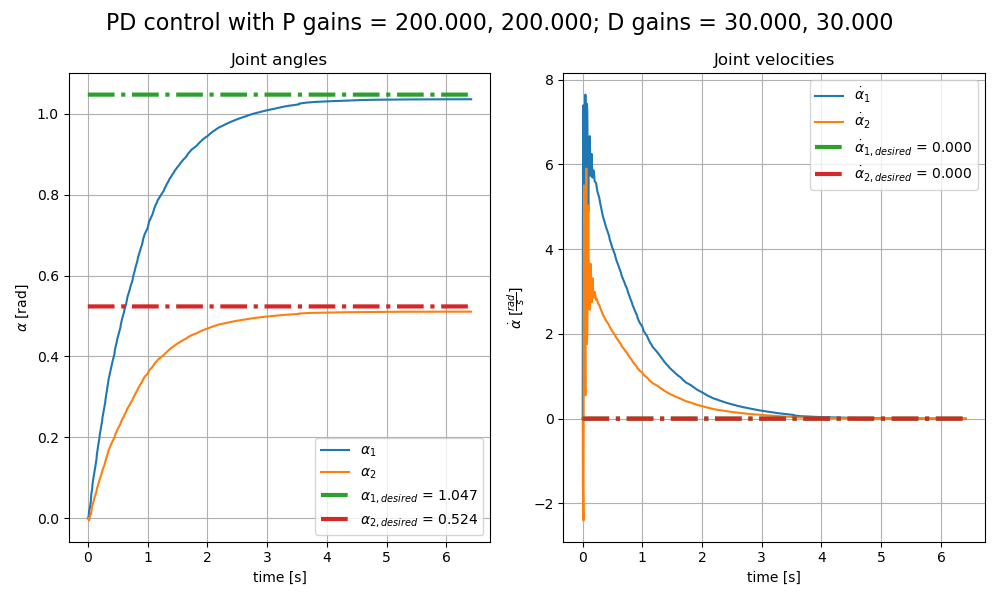 PD control with P gains = 200.000, 200.000; D gains = 30.000, 30.000
Joint angles
α [rad]
1.0
0.8
0.6
0.4
0.2
0.0
α₁
α₂
α₁,desired = 1.047
α₂,desired = 0.524
0 1 2 3 4 5 6
time [s]
Joint velocities
α̇ [rad/s]
8
6
4
2
0
−2
α̇₁
α̇₂
α̇₁,desired = 0.000
α̇₂,desired = 0.000
0 1 2 3 4 5 6
time [s]